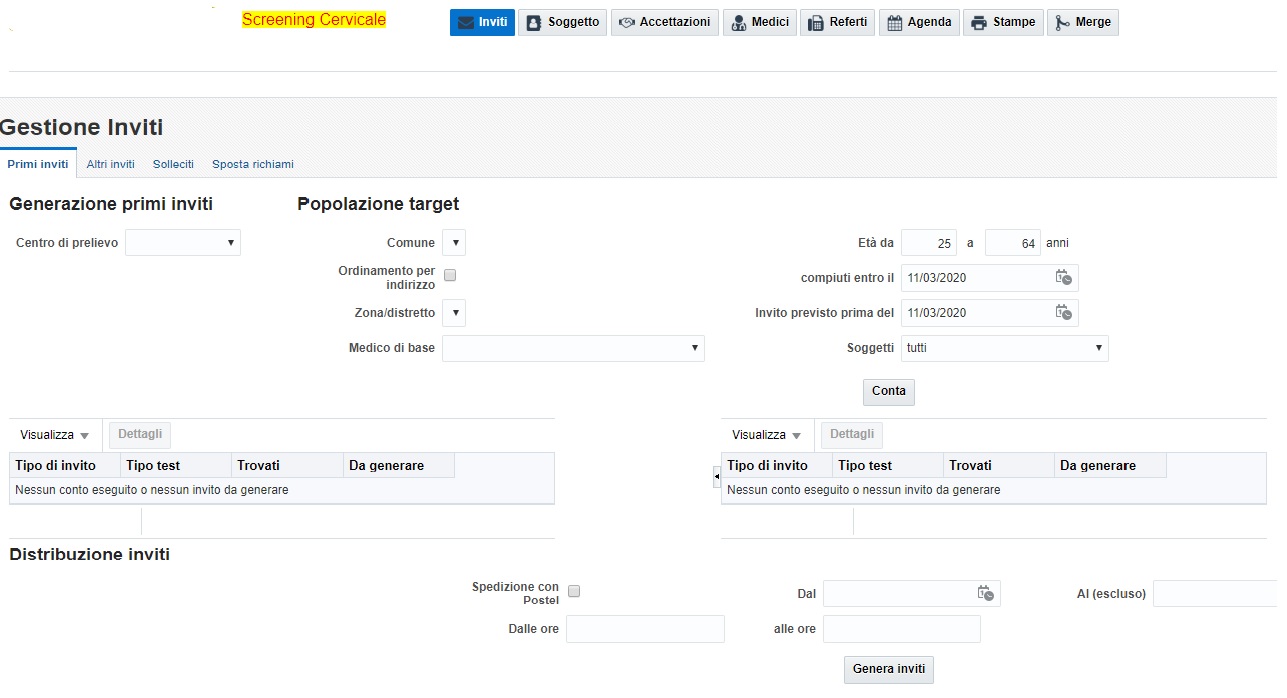 Screening Cervicale
Inviti Soggetto Accettazioni Medici Referti Agenda Stampe Merge
Gestione Inviti
Primi inviti Altri inviti Solleciti Sposta richiami
Generazione primi inviti Popolazione target
Centro di prelievo Comune Età da 25 a 64 anni
Ordinamento per
indirizzo compiuti entro il 11/03/2020
Zona/distretto Invito previsto prima del 11/03/2020
Medico di base Soggetti tutti
Conta
Visualizza Dettagli Visualizza Dettagli
Tipo di invito Tipo test Trovati Da generare Tipo di invito Tipo test Trovati Da generare
Nessun conto eseguito o nessun invito da generare Nessun conto eseguito o nessun invito da generare
Distribuzione inviti
Spedizione con
Postel Dal Al (escluso)
Dalle ore alle ore
Genera inviti